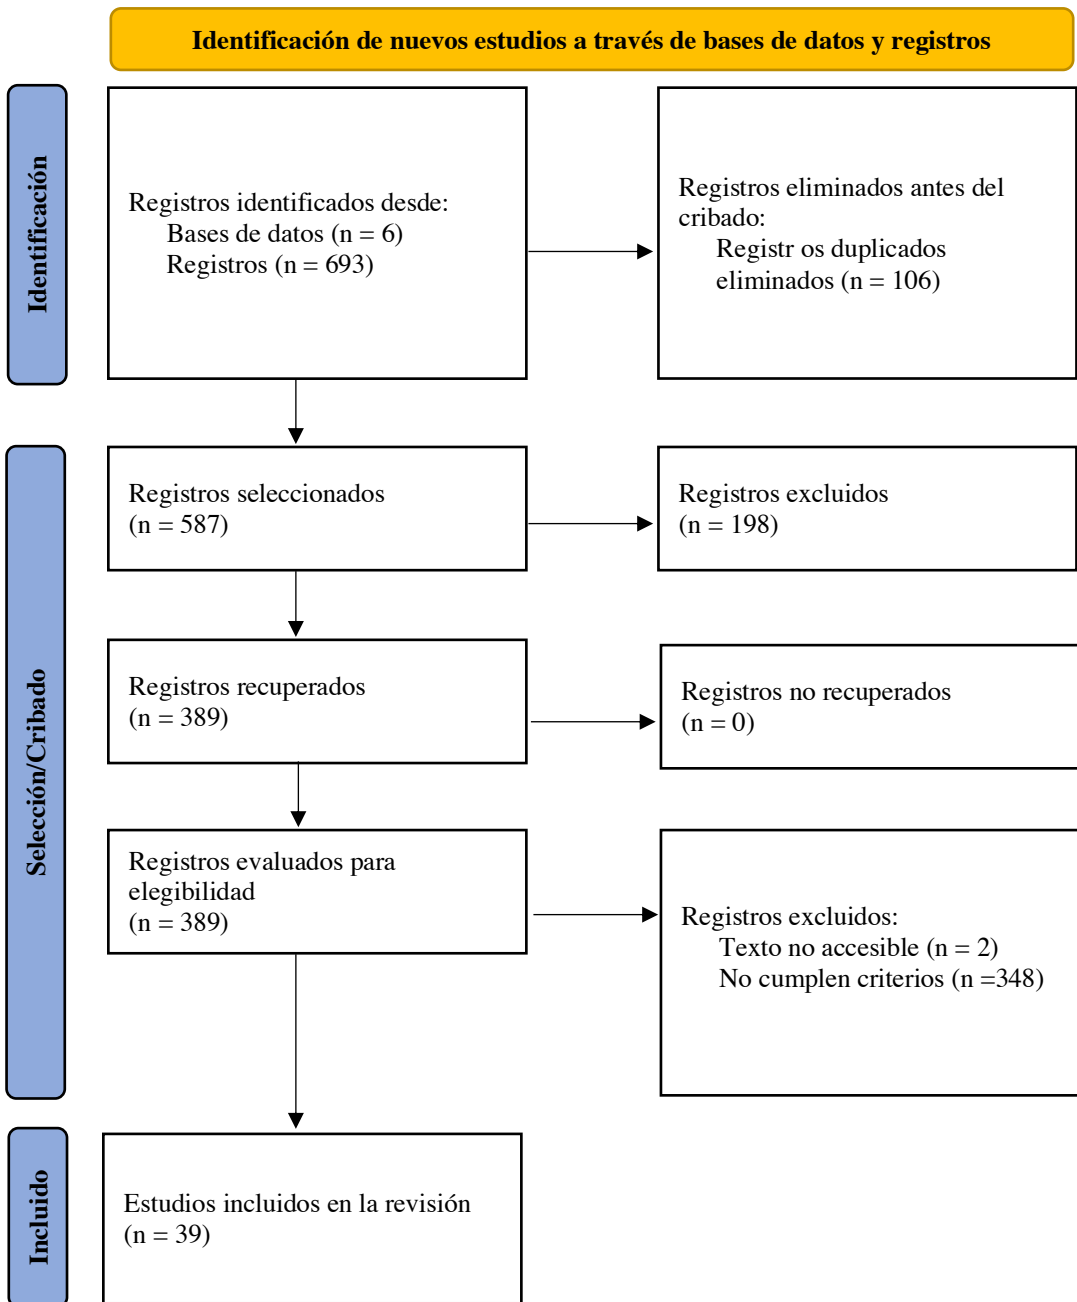 Identificación de nuevos estudios a través de bases de datos y registros
Identificación
Registros identificados desde:
Bases de datos (n = 6)
Registros (n = 693)
Registros eliminados antes del
cribado:
Registr os duplicados
eliminados (n = 106)
Selección/Cribado
Registros seleccionados
(n = 587)
Registros excluidos
(n = 198)
Registros recuperados
(n = 389)
Registros no recuperados
(n = 0)
Registros evaluados para
elegibilidad
(n = 389)
Registros excluidos:
Texto no accesible (n = 2)
No cumplen criterios (n =348)
Incluido
Estudios incluidos en la revisión
(n = 39)